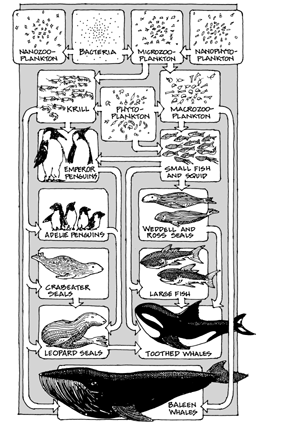 NANOZOO-
PLANKTON
BACTERIA
MICROZOO-
PLANKTON
NANOPHYTO-
PLANKTON
KRILL
PHYTO-
PLANKTON
MACROZOO-
PLANKTON
EMPEROR
PENGUINS
SMALL FISH
AND SQUID
ADELIE PENGUINS
WEDDELL AND
ROSS SEALS
CRABEATER
SEALS
LARGE FISH
LEOPARD SEALS
TOOTHED WHALES
BALEEN
WHALES